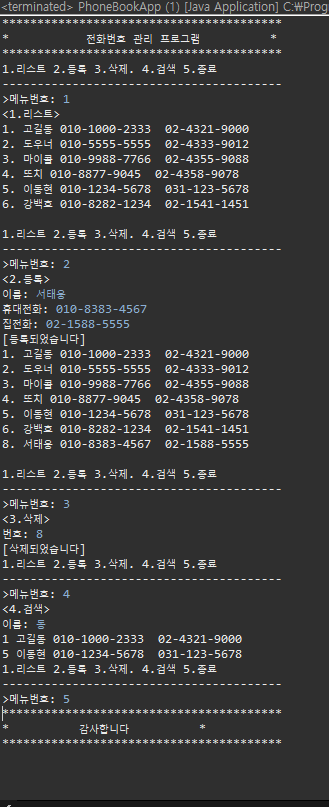 <terminated> PhoneBookApp (1) [Java Application] C:\Prog
****************************************
*           전화번호 관리 프로그램          *
****************************************
1.리스트 2.등록 3.삭제. 4.검색 5.종료
----------------------------------------
>메뉴번호: 1
<1.리스트>
1. 고길동 010-1000-2333  02-4321-9000
2. 도우너 010-5555-5555  02-4333-9012
3. 마이콜 010-9988-7766  02-4355-9088
4. 또치 010-8877-9045  02-4358-9078
5. 이동현 010-1234-5678  031-123-5678
6. 강백호 010-8282-1234  02-1541-1451
1.리스트 2.등록 3.삭제. 4.검색 5.종료
----------------------------------------
>메뉴번호: 2
<2.등록>
이름: 서태웅
휴대전화: 010-8383-4567
집전화: 02-1588-5555
[등록되었습니다]
1. 고길동 010-1000-2333  02-4321-9000
2. 도우너 010-5555-5555  02-4333-9012
3. 마이콜 010-9988-7766  02-4355-9088
4. 또치 010-8877-9045  02-4358-9078
5. 이동현 010-1234-5678  031-123-5678
6. 강백호 010-8282-1234  02-1541-1451
8. 서태웅 010-8383-4567  02-1588-5555
1.리스트 2.등록 3.삭제. 4.검색 5.종료
----------------------------------------
>메뉴번호: 3
<3.삭제>
번호: 8
[삭제되었습니다]
1.리스트 2.등록 3.삭제. 4.검색 5.종료
----------------------------------------
>메뉴번호: 4
<4.검색>
이름: 동
1 고길동 010-1000-2333  02-4321-9000
5 이동현 010-1234-5678  031-123-5678
1.리스트 2.등록 3.삭제. 4.검색 5.종료
----------------------------------------
>메뉴번호: 5
****************************************
*          감사합니다          *
****************************************